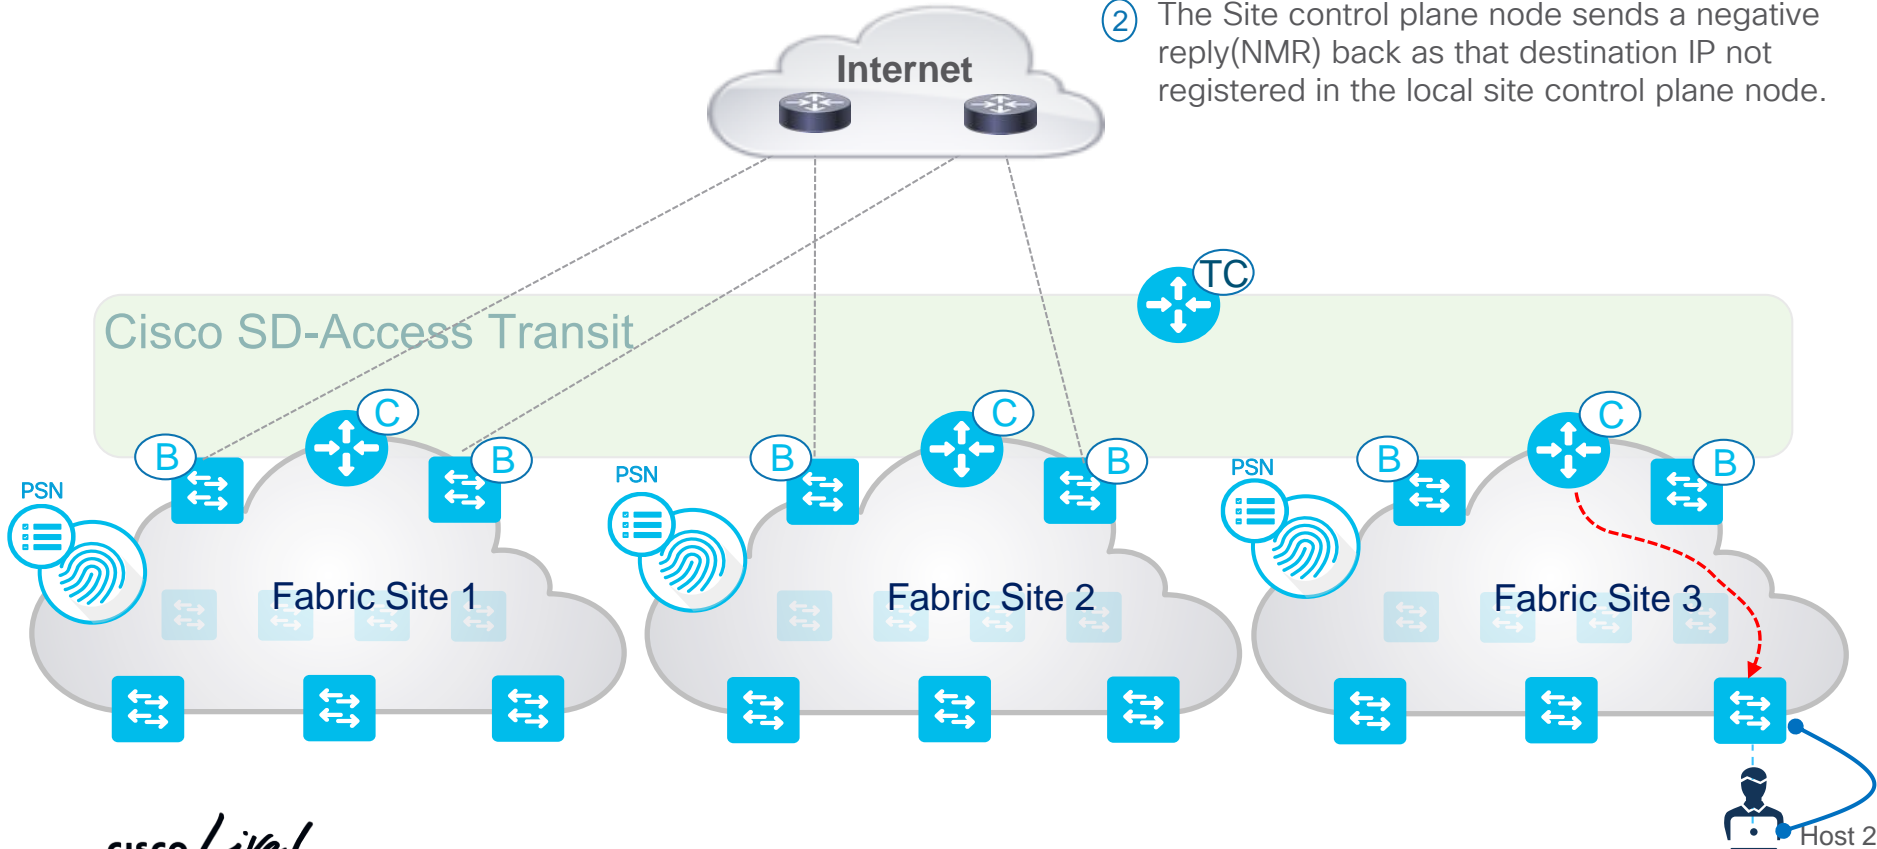 2 The Site control plane node sends a negative
reply(NMR) back as that destination IP not
registered in the local site control plane node.
Internet
TC
Cisco SD-Access Transit
C
C
C
B
B
B
B
B
B
PSN
PSN
PSN
Fabric Site 1
Fabric Site 2
Fabric Site 3
Host 2
cisco Live!